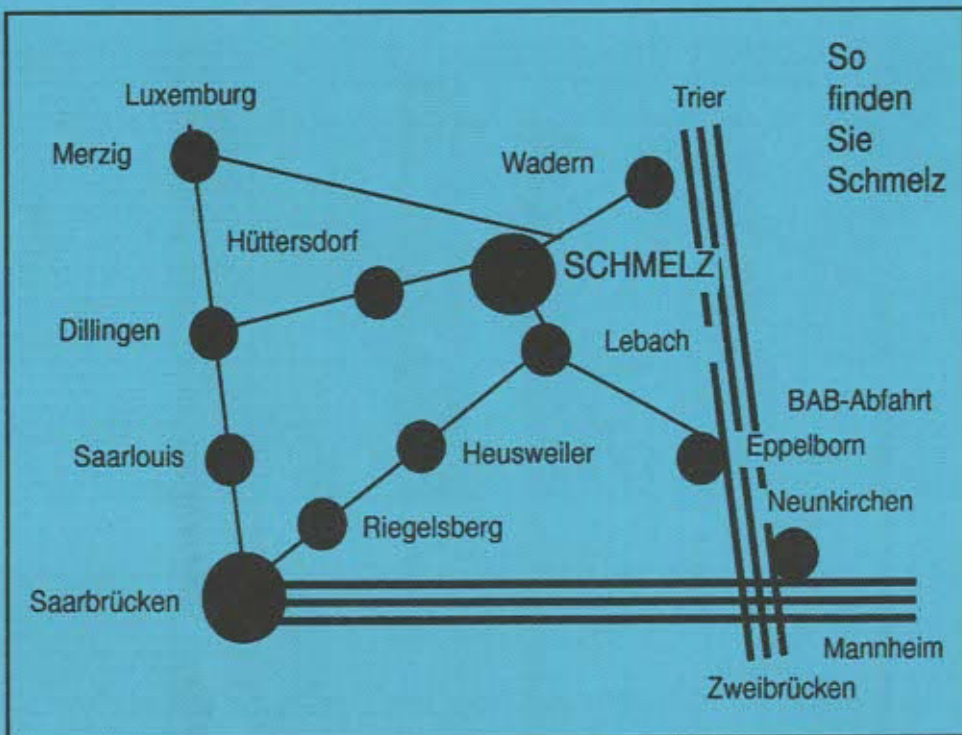 So
finden
Sie
Schmelz
Luxemburg
Trier
Merzig
Wadern
Hüttersdorf
SCHMELZ
Dillingen
Lebach
BAB-Abfahrt
Saarlouis
Heusweiler
Eppelborn
Neunkirchen
Riegelsberg
Saarbrücken
Mannheim
Zweibrücken